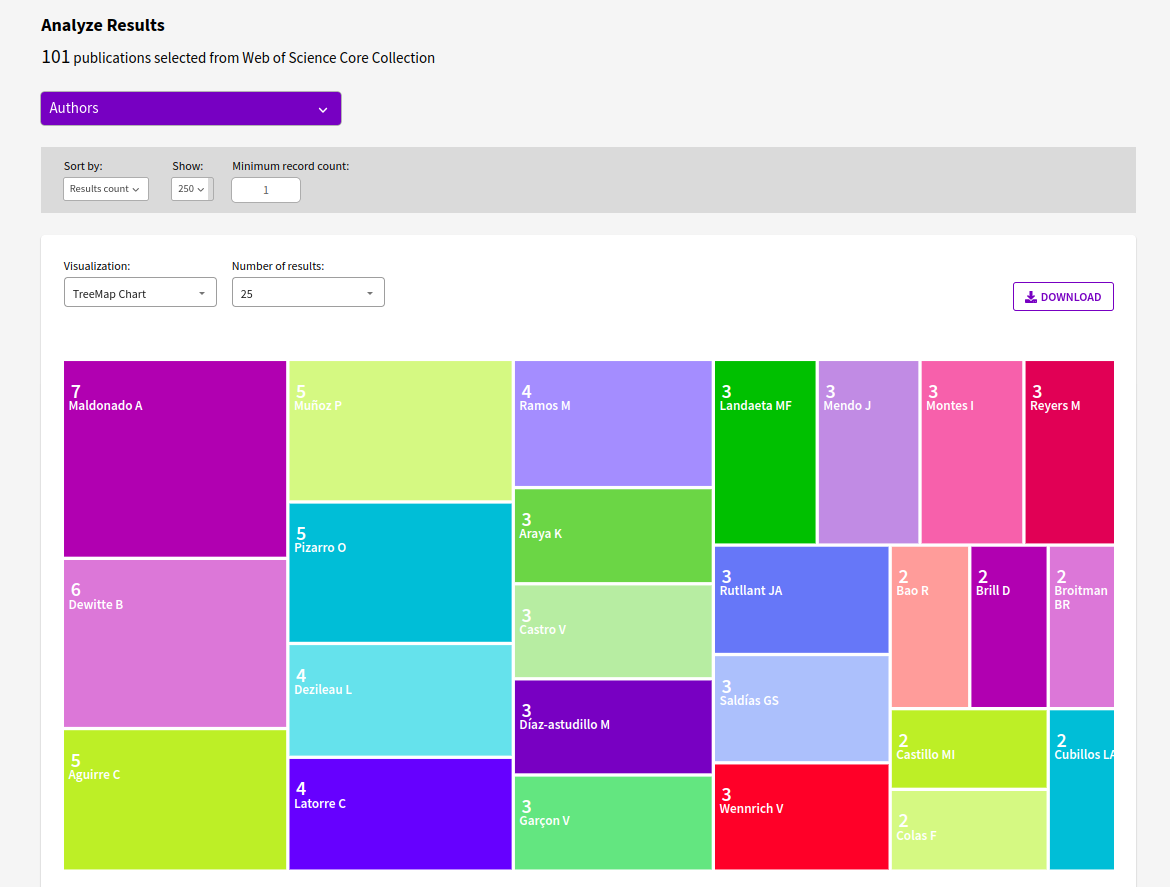 Analyze Results
101 publications selected from Web of Science Core Collection
Authors
Sort by:
Show:
Minimum record count:
Results count
250
1
Visualization:
Number of results:
TreeMap Chart
25
DOWNLOAD
7
Maldonado A
6
Dewitte B
5
Aguirre C
5
Muñoz P
5
Pizarro O
4
Dezileau L
4
Latorre C
4
Ramos M
3
Araya K
3
Castro V
3
Díaz-astudillo M
3
Garçon V
3
Landaeta MF
3
Mendo J
3
Montes I
3
Reyers M
3
Rutllant JA
3
Saldías GS
3
Wennrich V
2
Bao R
2
Brill D
2
Broitman
BR
2
Castillo MI
2
Colas F
2
Cubillos LA